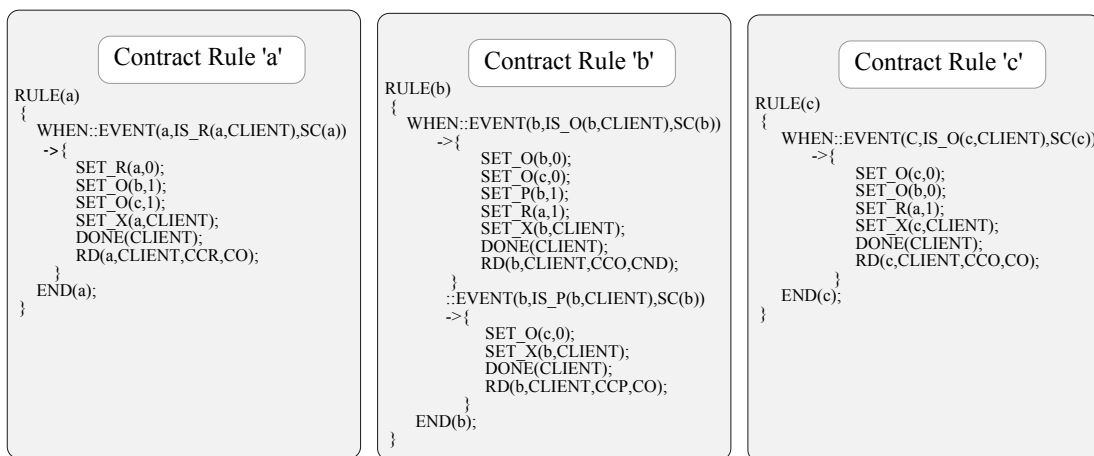 Contract Rule 'a'
RULE(a)
{
WHEN::EVENT(a,IS_R(a,CLIENT),SC(a))
->{
SET_R(a,0);
SET_O(b,1);
SET_O(c,1);
SET_X(a,CLIENT);
DONE(CLIENT);
RD(a,CLIENT,CCR,CO);
}
END(a);
}
Contract Rule 'b'
RULE(b)
{
WHEN::EVENT(b,IS_O(b,CLIENT),SC(b))
->{
SET_O(b,0);
SET_O(c,0);
SET_P(b,1);
SET_R(a,1);
SET_X(b,CLIENT);
DONE(CLIENT);
RD(b,CLIENT,CCO,CND);
}
::EVENT(b,IS_P(b,CLIENT),SC(b))
->{
SET_O(c,0);
SET_X(b,CLIENT);
DONE(CLIENT);
RD(b,CLIENT,CCP,CO);
}
END(b);
}
Contract Rule 'c'
RULE(c)
{
WHEN::EVENT(C,IS_O(c,CLIENT),SC(c))
->{
SET_O(c,0);
SET_O(b,0);
SET_R(a,1);
SET_X(c,CLIENT);
DONE(CLIENT);
RD(c,CLIENT,CCO,CO);
}
END(c);
}